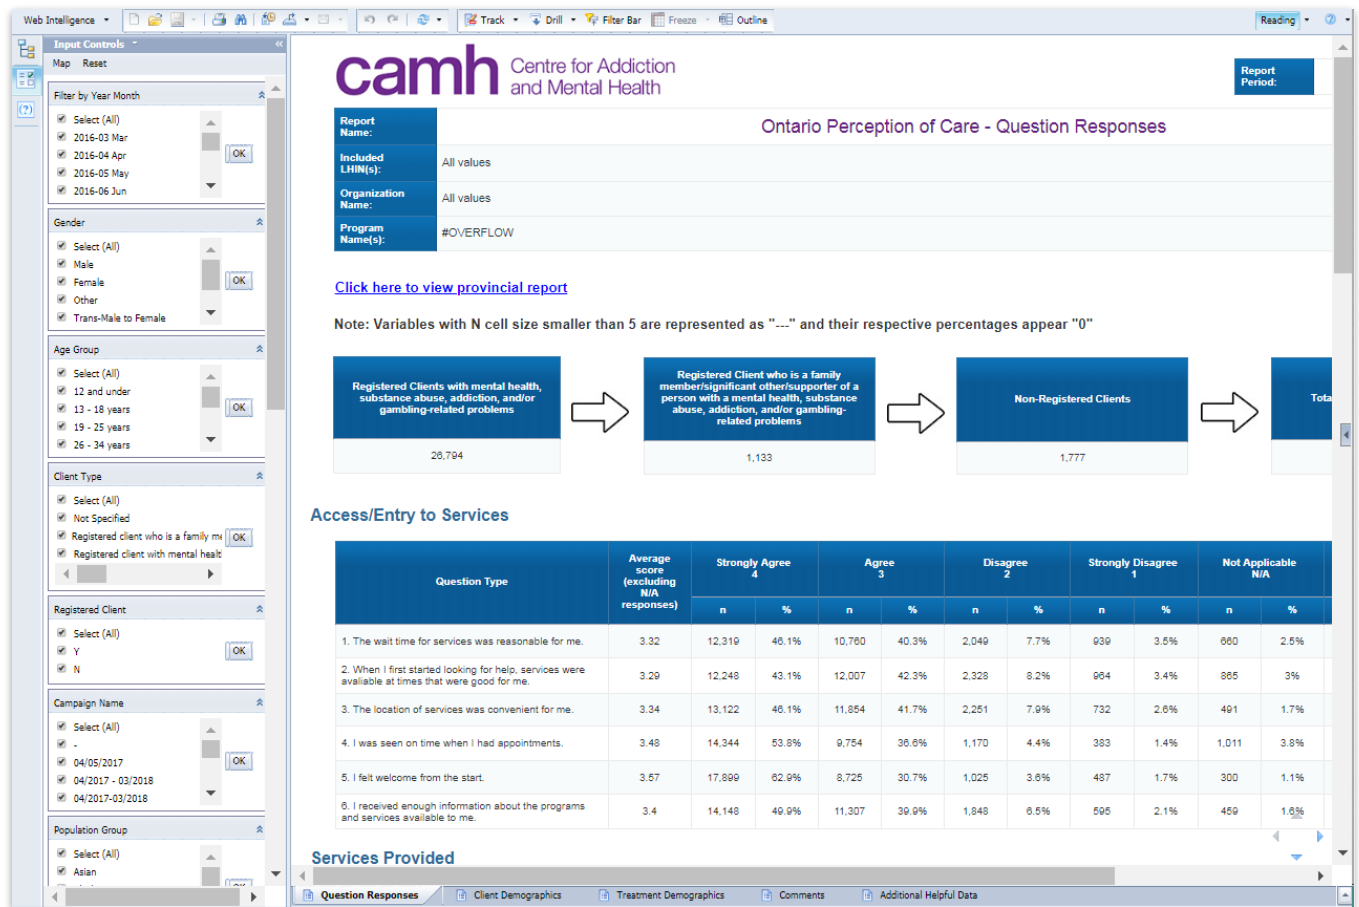 Web Intelligence
Track
Drill
Filter Bar
Freeze
Outline
Reading
Input Controls
Map Reset
Filter by Year Month
Select (All)
2016-03 Mar
2016-04 Apr
2016-05 May
2016-06 Jun
OK
Gender
Select (All)
Male
Female
Other
Trans-Male to Female
OK
Age Group
Select (All)
12 and under
13 - 18 years
19 - 25 years
26 - 34 years
OK
Client Type
Select (All)
Not Specified
Registered client who is a family me
Registered client with mental healt
OK
Registered Client
Select (All)
Y
N
OK
Campaign Name
Select (All)
-
04/05/2017
04/2017 - 03/2018
04/2017-03/2018
OK
Population Group
Select (All)
Asian
OK
camh Centre for Addiction
and Mental Health
Report
Period:
Report
Name:
Ontario Perception of Care - Question Responses
Included
LHIN(s):
All values
Organization
Name:
All values
Program
Name(s):
#OVERFLOW
Click here to view provincial report
Note: Variables with N cell size smaller than 5 are represented as "---" and their respective percentages appear "0"
Registered Clients with mental health,
substance abuse, addiction, and/or
gambling-related problems
26,794
Registered Client who is a family
member/significant other/supporter of a
person with a mental health, substance
abuse, addiction, and/or gambling-
related problems
1,133
Non-Registered Clients
1,777
Tota
Access/Entry to Services
Question Type
Average
score
(excluding
N/A
responses)
Strongly Agree
4
Agree
3
Disagree
2
Strongly Disagree
1
Not Applicable
N/A
n % n % n % n % n %
1. The wait time for services was reasonable for me. 3.32 12,319 46.1% 10,760 40.3% 2,049 7.7% 939 3.5% 660 2.5%
2. When I first started looking for help, services were
available at times that were good for me. 3.29 12,248 43.1% 12,007 42.3% 2,328 8.2% 964 3.4% 865 3%
3. The location of services was convenient for me. 3.34 13,122 46.1% 11,854 41.7% 2,251 7.9% 732 2.6% 491 1.7%
4. I was seen on time when I had appointments. 3.48 14,344 53.8% 9,754 36.6% 1,170 4.4% 383 1.4% 1,011 3.8%
5. I felt welcome from the start. 3.57 17,899 62.9% 8,725 30.7% 1,025 3.6% 487 1.7% 300 1.1%
6. I received enough information about the programs
and services available to me. 3.4 14,148 49.9% 11,307 39.9% 1,848 6.5% 595 2.1% 459 1.6%
Services Provided
Question Responses
Client Demographics
Treatment Demographics
Comments
Additional Helpful Data